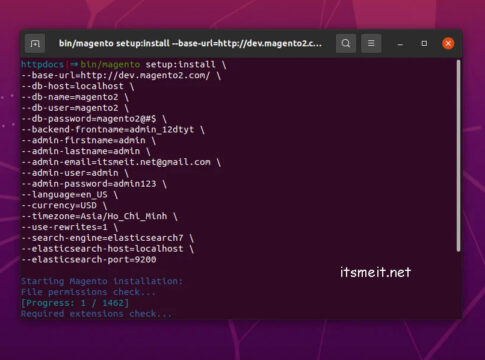 bin/magento setup:install --base-url=http://dev.magento2.c...
httpdocs|⇒ bin/magento setup:install \
--base-url=http://dev.magento2.com/ \
--db-host=localhost \
--db-name=magento2 \
--db-user=magento2 \
--db-password=magento2@#$ \
--backend-frontname=admin_12dtyt \
--admin-firstname=admin \
--admin-lastname=admin \
--admin-email=itsmeit.net@gmail.com \
--admin-user=admin \
--admin-password=admin123 \
--language=en_US \
--currency=USD \
--timezone=Asia/Ho_Chi_Minh \
--use-rewrites=1 \
--search-engine=elasticsearch7 \
--elasticsearch-host=localhost \
--elasticsearch-port=9200
itsmeit.net
Starting Magento installation:
File permissions check...
[Progress: 1 / 1462]
Required extensions check...